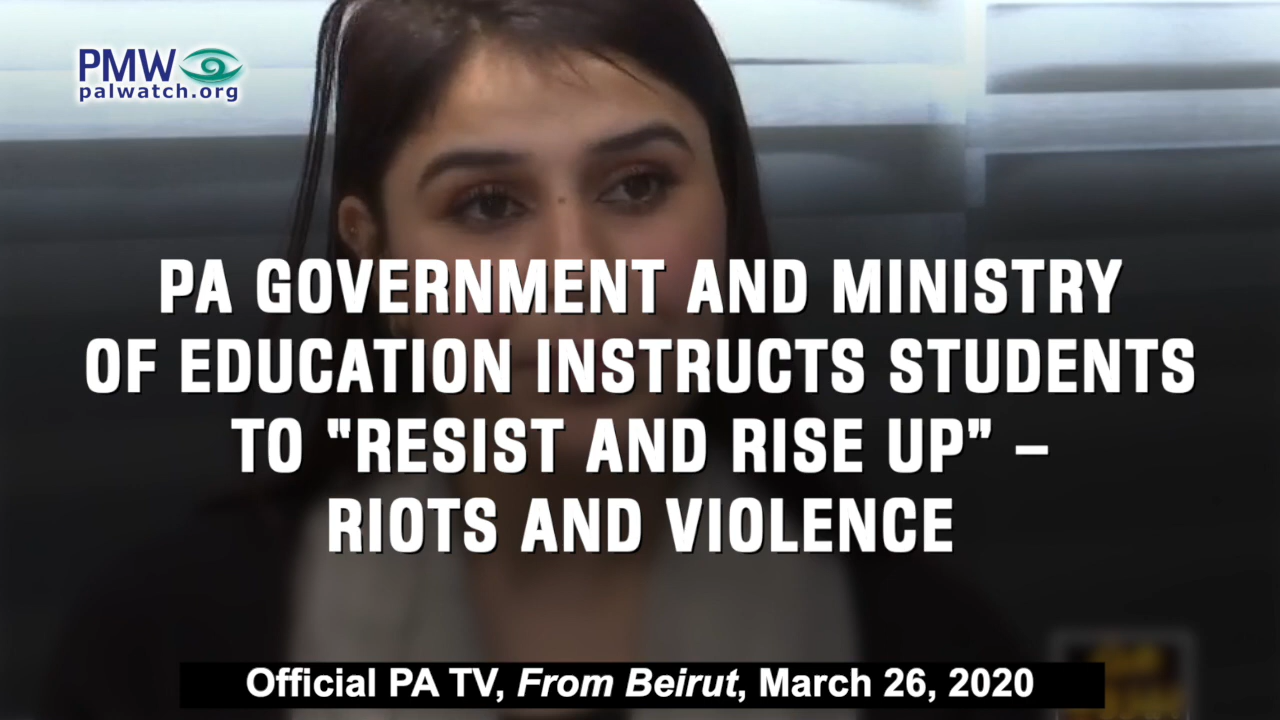 PMW
palwatch.org
PA GOVERNMENT AND MINISTRY
OF EDUCATION INSTRUCTS STUDENTS
TO "RESIST AND RISE UP" –
RIOTS AND VIOLENCE
Official PA TV, From Beirut, March 26, 2020